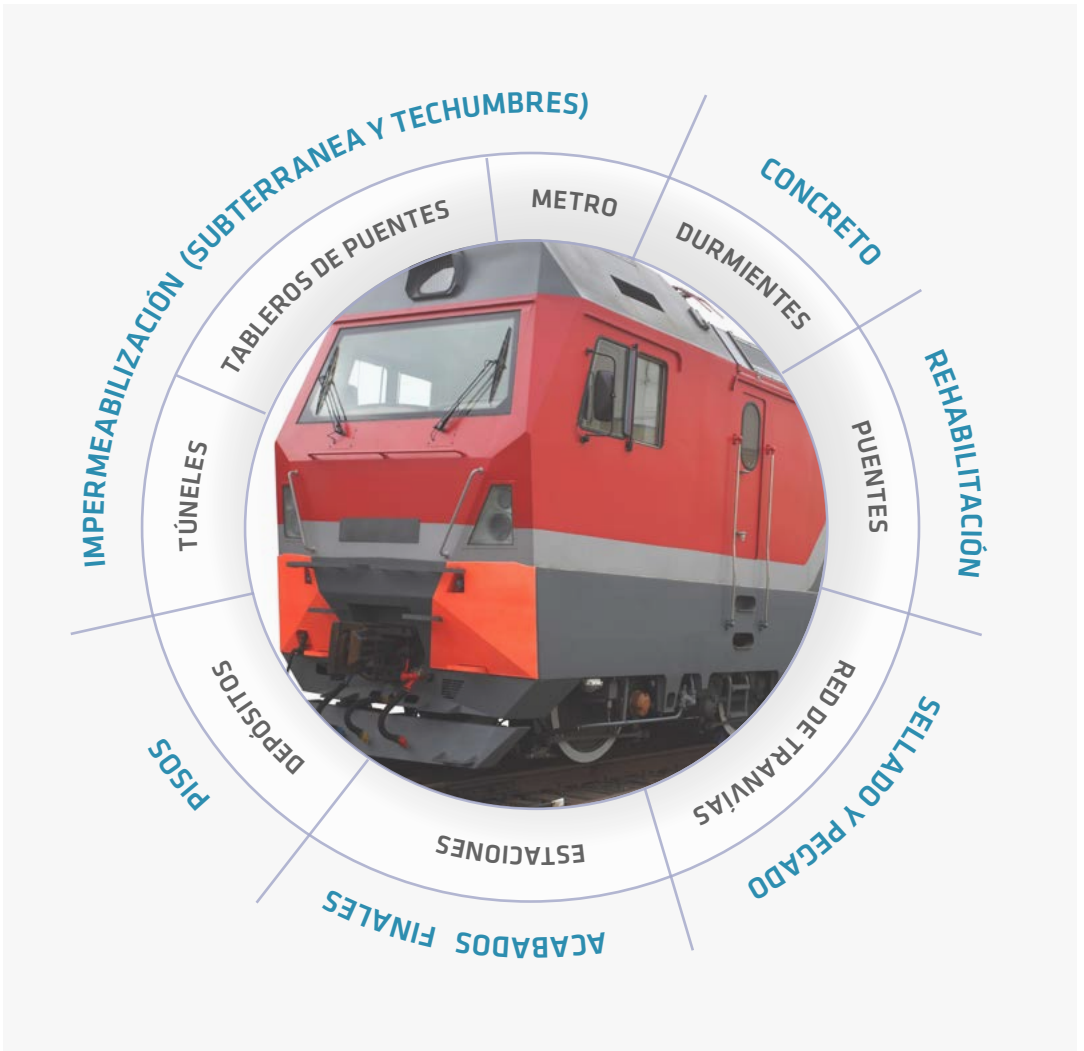 IMPERMEABILIZACIÓN (SUBTERRANEA Y TECHUMBRES)
CONCRETO
REHABILITACIÓN
SELLADO Y PEGADO
ACABADOS FINALES
PISOS
METRO
DURMIENTES
PUENTES
RED DE TRANVÍAS
ESTACIONES
DEPÓSITOS
TÚNELES
TABLEROS DE PUENTES